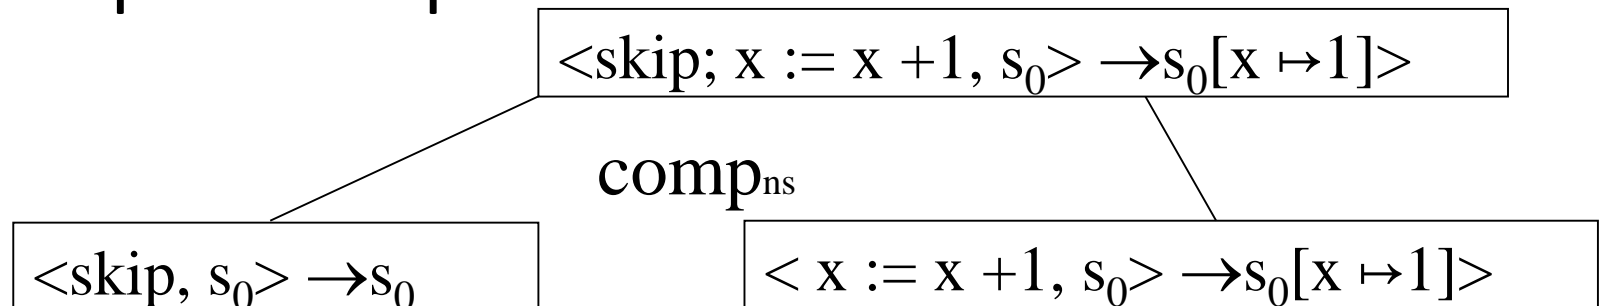 <skip; x := x +1, s₀> →s₀[x ↦1]>
compns
<skip, s₀> →s₀
< x := x +1, s₀> →s₀[x ↦1]>